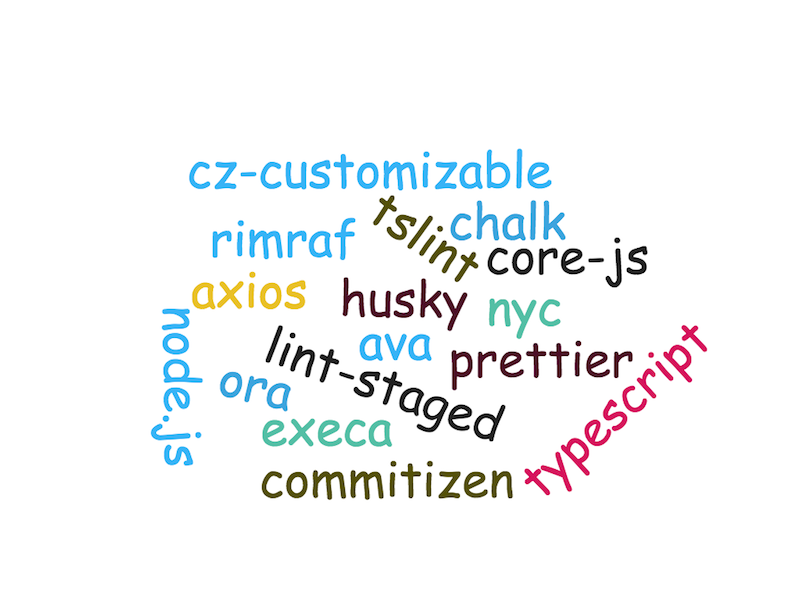 cz-customizable
tslint
chalk
rimraf
core-js
axios
husky
nyc
node.js
ava
lint-staged
prettier
typescript
ora
execa
commitizen